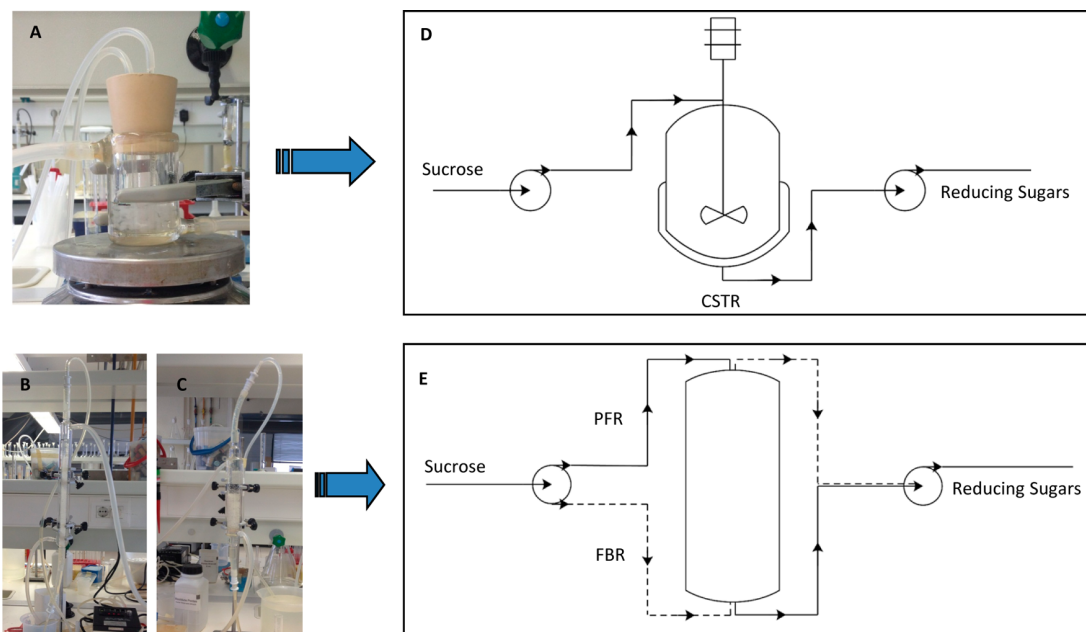 A
D
Sucrose
Reducing Sugars
CSTR
B
C
E
PFR
Sucrose
Reducing Sugars
FBR